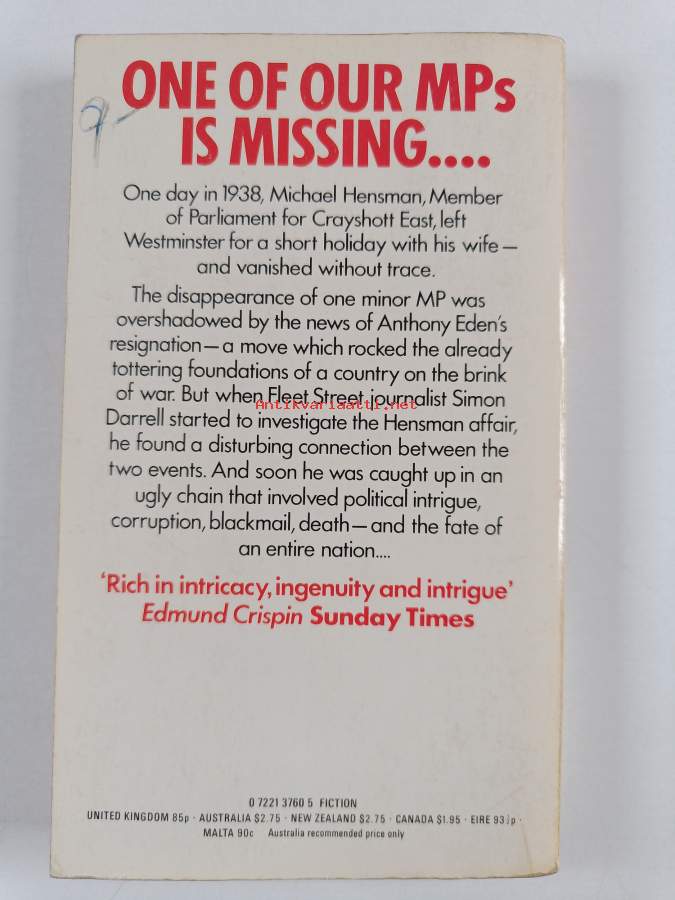 ONE OF OUR MPs
IS MISSING....
One day in 1938, Michael Hensman, Member
of Parliament for Crayshott East, left
Westminster for a short holiday with his wife—
and vanished without trace.
The disappearance of one minor MP was
overshadowed by the news of Anthony Eden's
resignation—a move which rocked the already
tottering foundations of a country on the brink
of war. But when Fleet Street journalist Simon
Antikvariaatti.net
Darrell started to investigate the Hensman affair,
he found a disturbing connection between the
two events. And soon he was caught up in an
ugly chain that involved political intrigue,
corruption, blackmail, death—and the fate of
an entire nation....
'Rich in intricacy, ingenuity and intrigue'
Edmund Crispin Sunday Times
0 7221 3760 5 FICTION
UNITED KINGDOM 85p · AUSTRALIA $2.75 · NEW ZEALAND $2.75 · CANADA $1.95 · EIRE 93½p ·
MALTA 90c Australia recommended price only